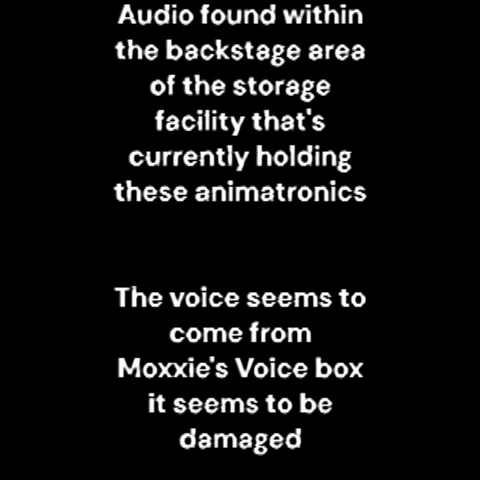 Audio found within
the backstage area
of the storage
facility that's
currently holding
these animatronics
The voice seems to
come from
Moxxie's Voice box
it seems to be
damaged